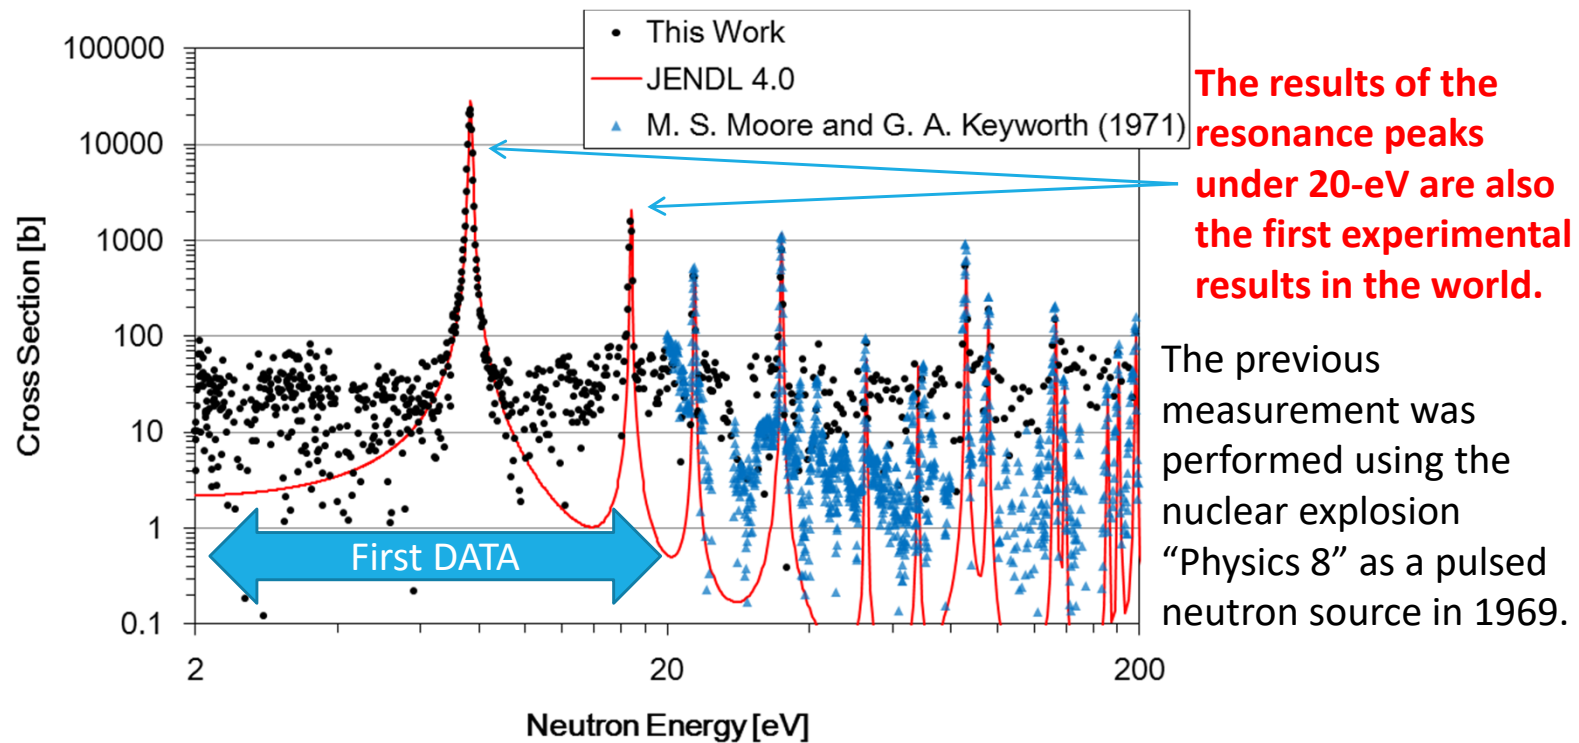 This Work
JENDL 4.0
M. S. Moore and G. A. Keyworth (1971)
100000
10000
1000
100
10
1
0.1
Cross Section [b]
First DATA
2
20
200
Neutron Energy [eV]
The results of the
resonance peaks
under 20-eV are also
the first experimental
results in the world.
The previous
measurement was
performed using the
nuclear explosion
“Physics 8” as a pulsed
neutron source in 1969.